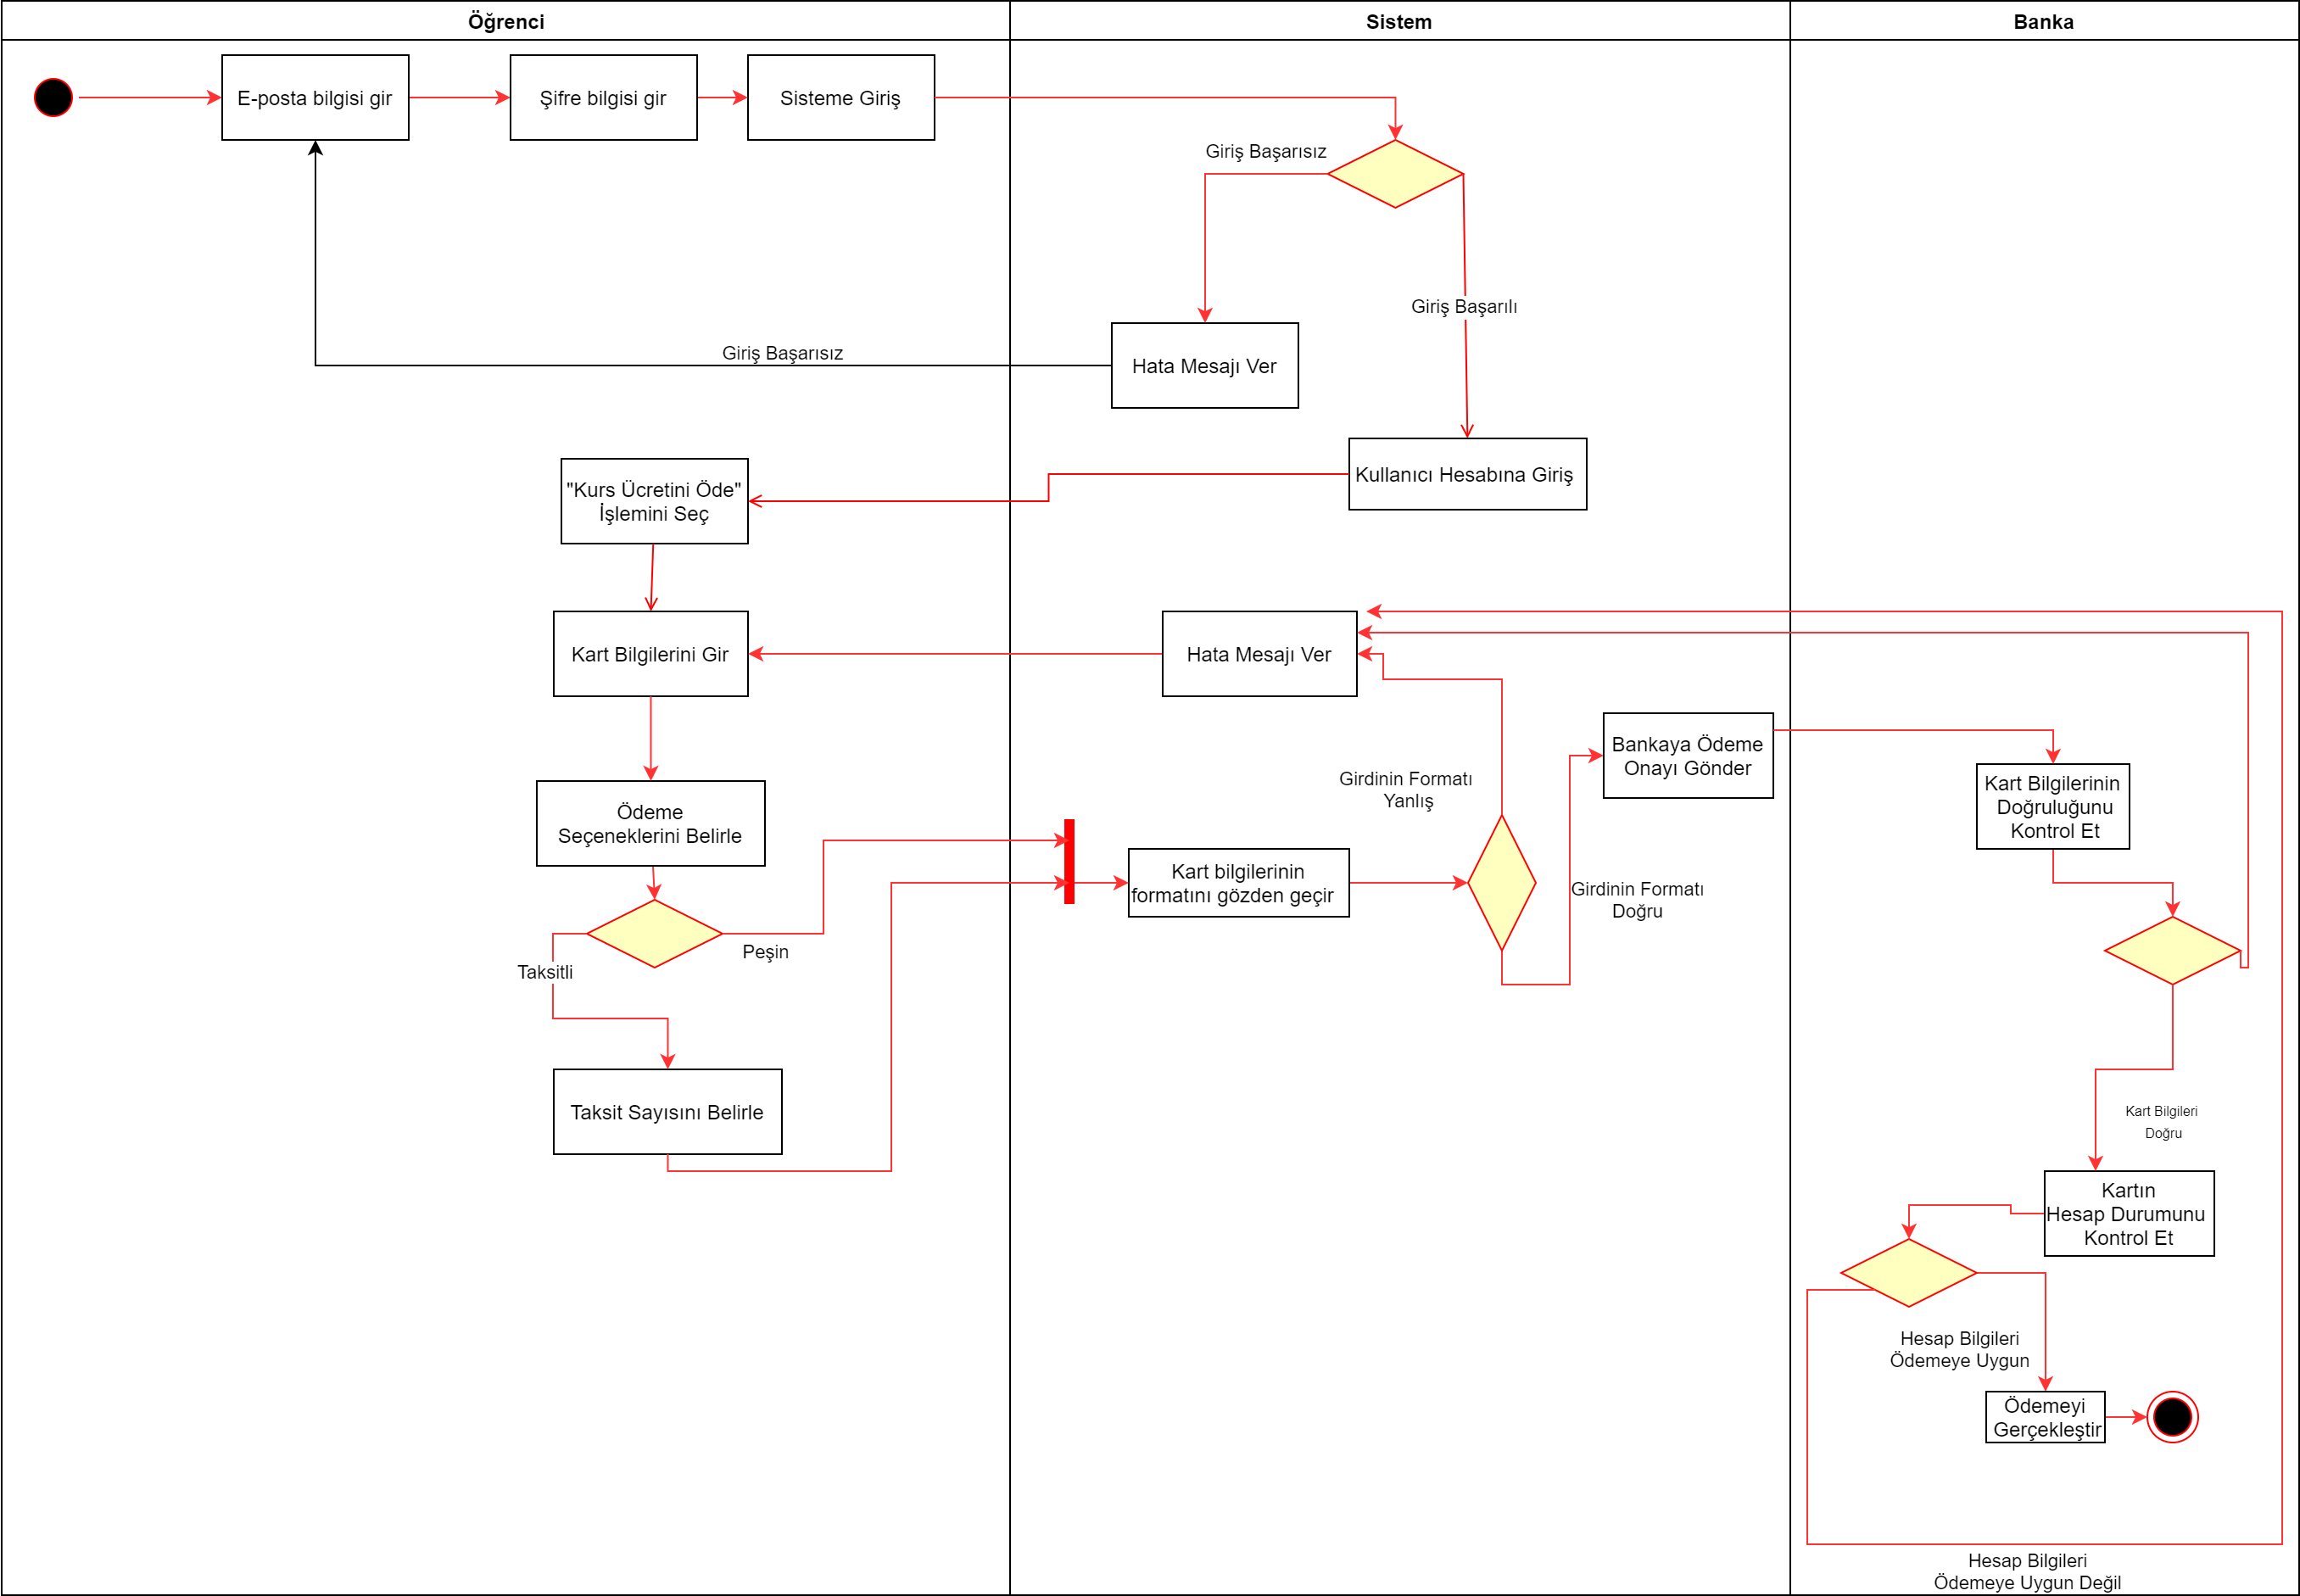 Öğrenci
Sistem
Banka
E-posta bilgisi gir
Şifre bilgisi gir
Sisteme Giriş
Giriş Başarısız
Giriş Başarılı
Giriş Başarısız
Hata Mesajı Ver
Kullanıcı Hesabına Giriş
"Kurs Ücretini Öde"
İşlemini Seç
Kart Bilgilerini Gir
Hata Mesajı Ver
Bankaya Ödeme
Onayı Gönder
Girdinin Formatı
Yanlış
Kart Bilgilerinin
Doğruluğunu
Kontrol Et
Ödeme
Seçeneklerini Belirle
Kart bilgilerinin
formatını gözden geçir
Girdinin Formatı
Doğru
Peşin
Taksitli
Taksit Sayısını Belirle
Kart Bilgileri
Doğru
Kartın
Hesap Durumunu
Kontrol Et
Hesap Bilgileri
Ödemeye Uygun
Ödemeyi
Gerçekleştir
Hesap Bilgileri
Ödemeye Uygun Değil